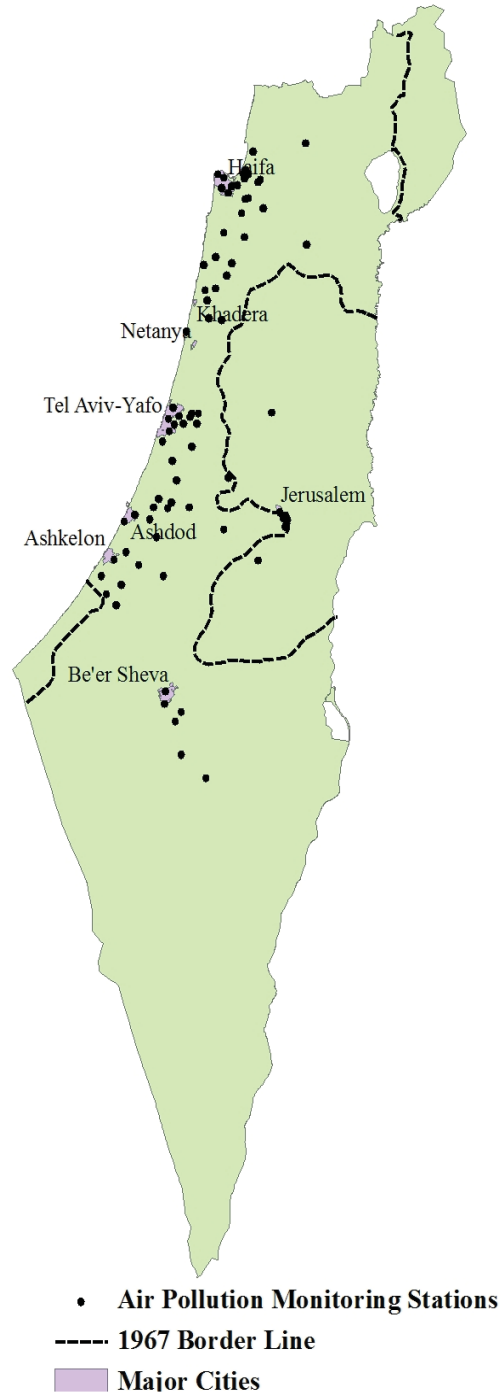 Haifa
Khadera
Netanya
Tel Aviv-Yafo
Jerusalem
Ashdod
Ashkelon
Be'er Sheva
Air Pollution Monitoring Stations
1967 Border Line
Major Cities